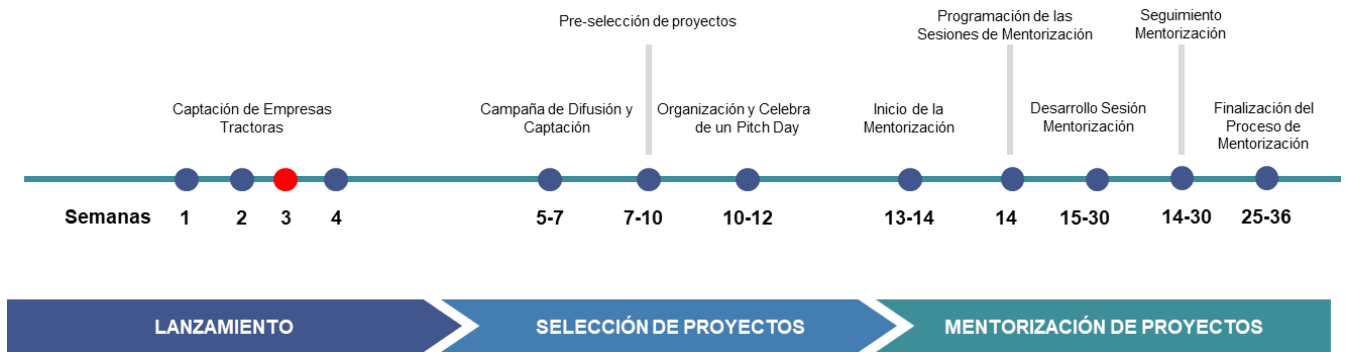 Pre-selección de proyectos
Programación de las
Sesiones de Mentorización
Seguimiento
Mentorización
Captación de Empresas
Tractoras
Campaña de Difusión y
Captación
Organización y Celebra
de un Pitch Day
Inicio de la
Mentorización
Desarrollo Sesión
Mentorización
Finalización del
Proceso de
Mentorización
Semanas 1 2 3 4 5-7 7-10 10-12 13-14 14 15-30 14-30 25-36
LANZAMIENTO
SELECCIÓN DE PROYECTOS
MENTORIZACIÓN DE PROYECTOS